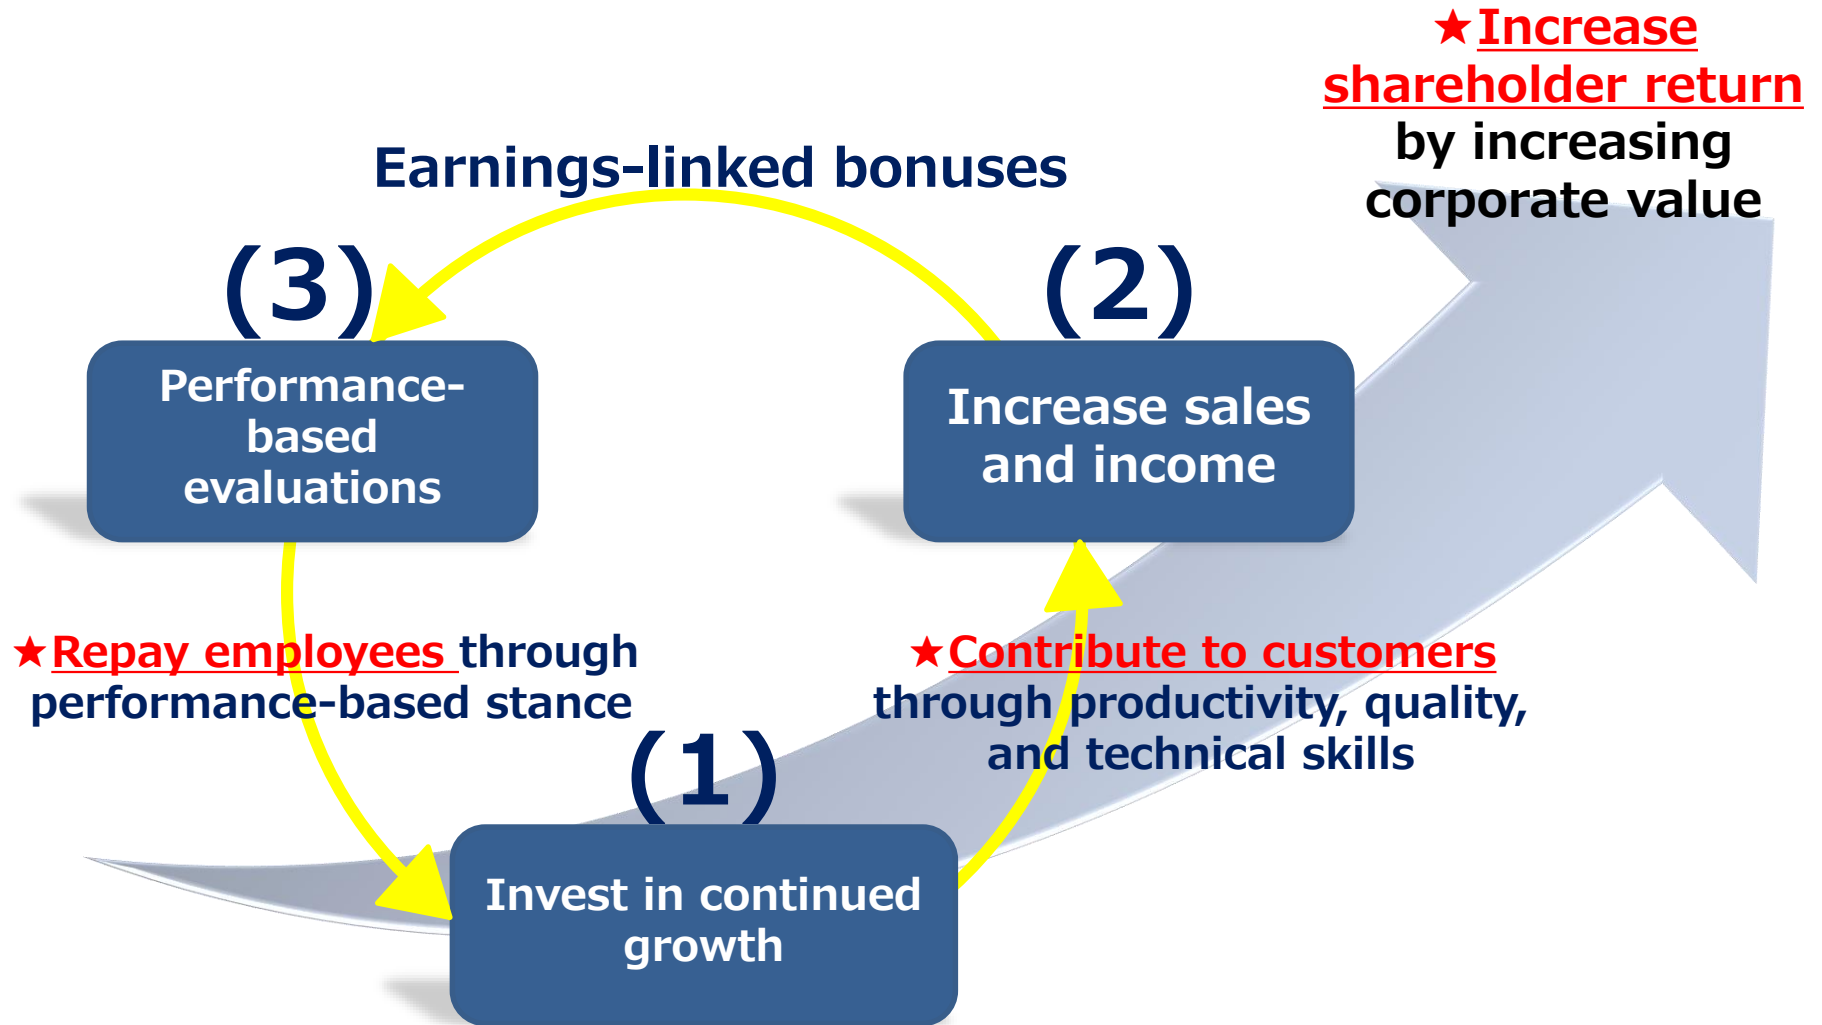 ★Increase
shareholder return
by increasing
corporate value
Earnings-linked bonuses
(3)
Performance-
based
evaluations
(2)
Increase sales
and income
★Repay employees through
performance-based stance
★Contribute to customers
through productivity, quality,
and technical skills
(1)
Invest in continued
growth